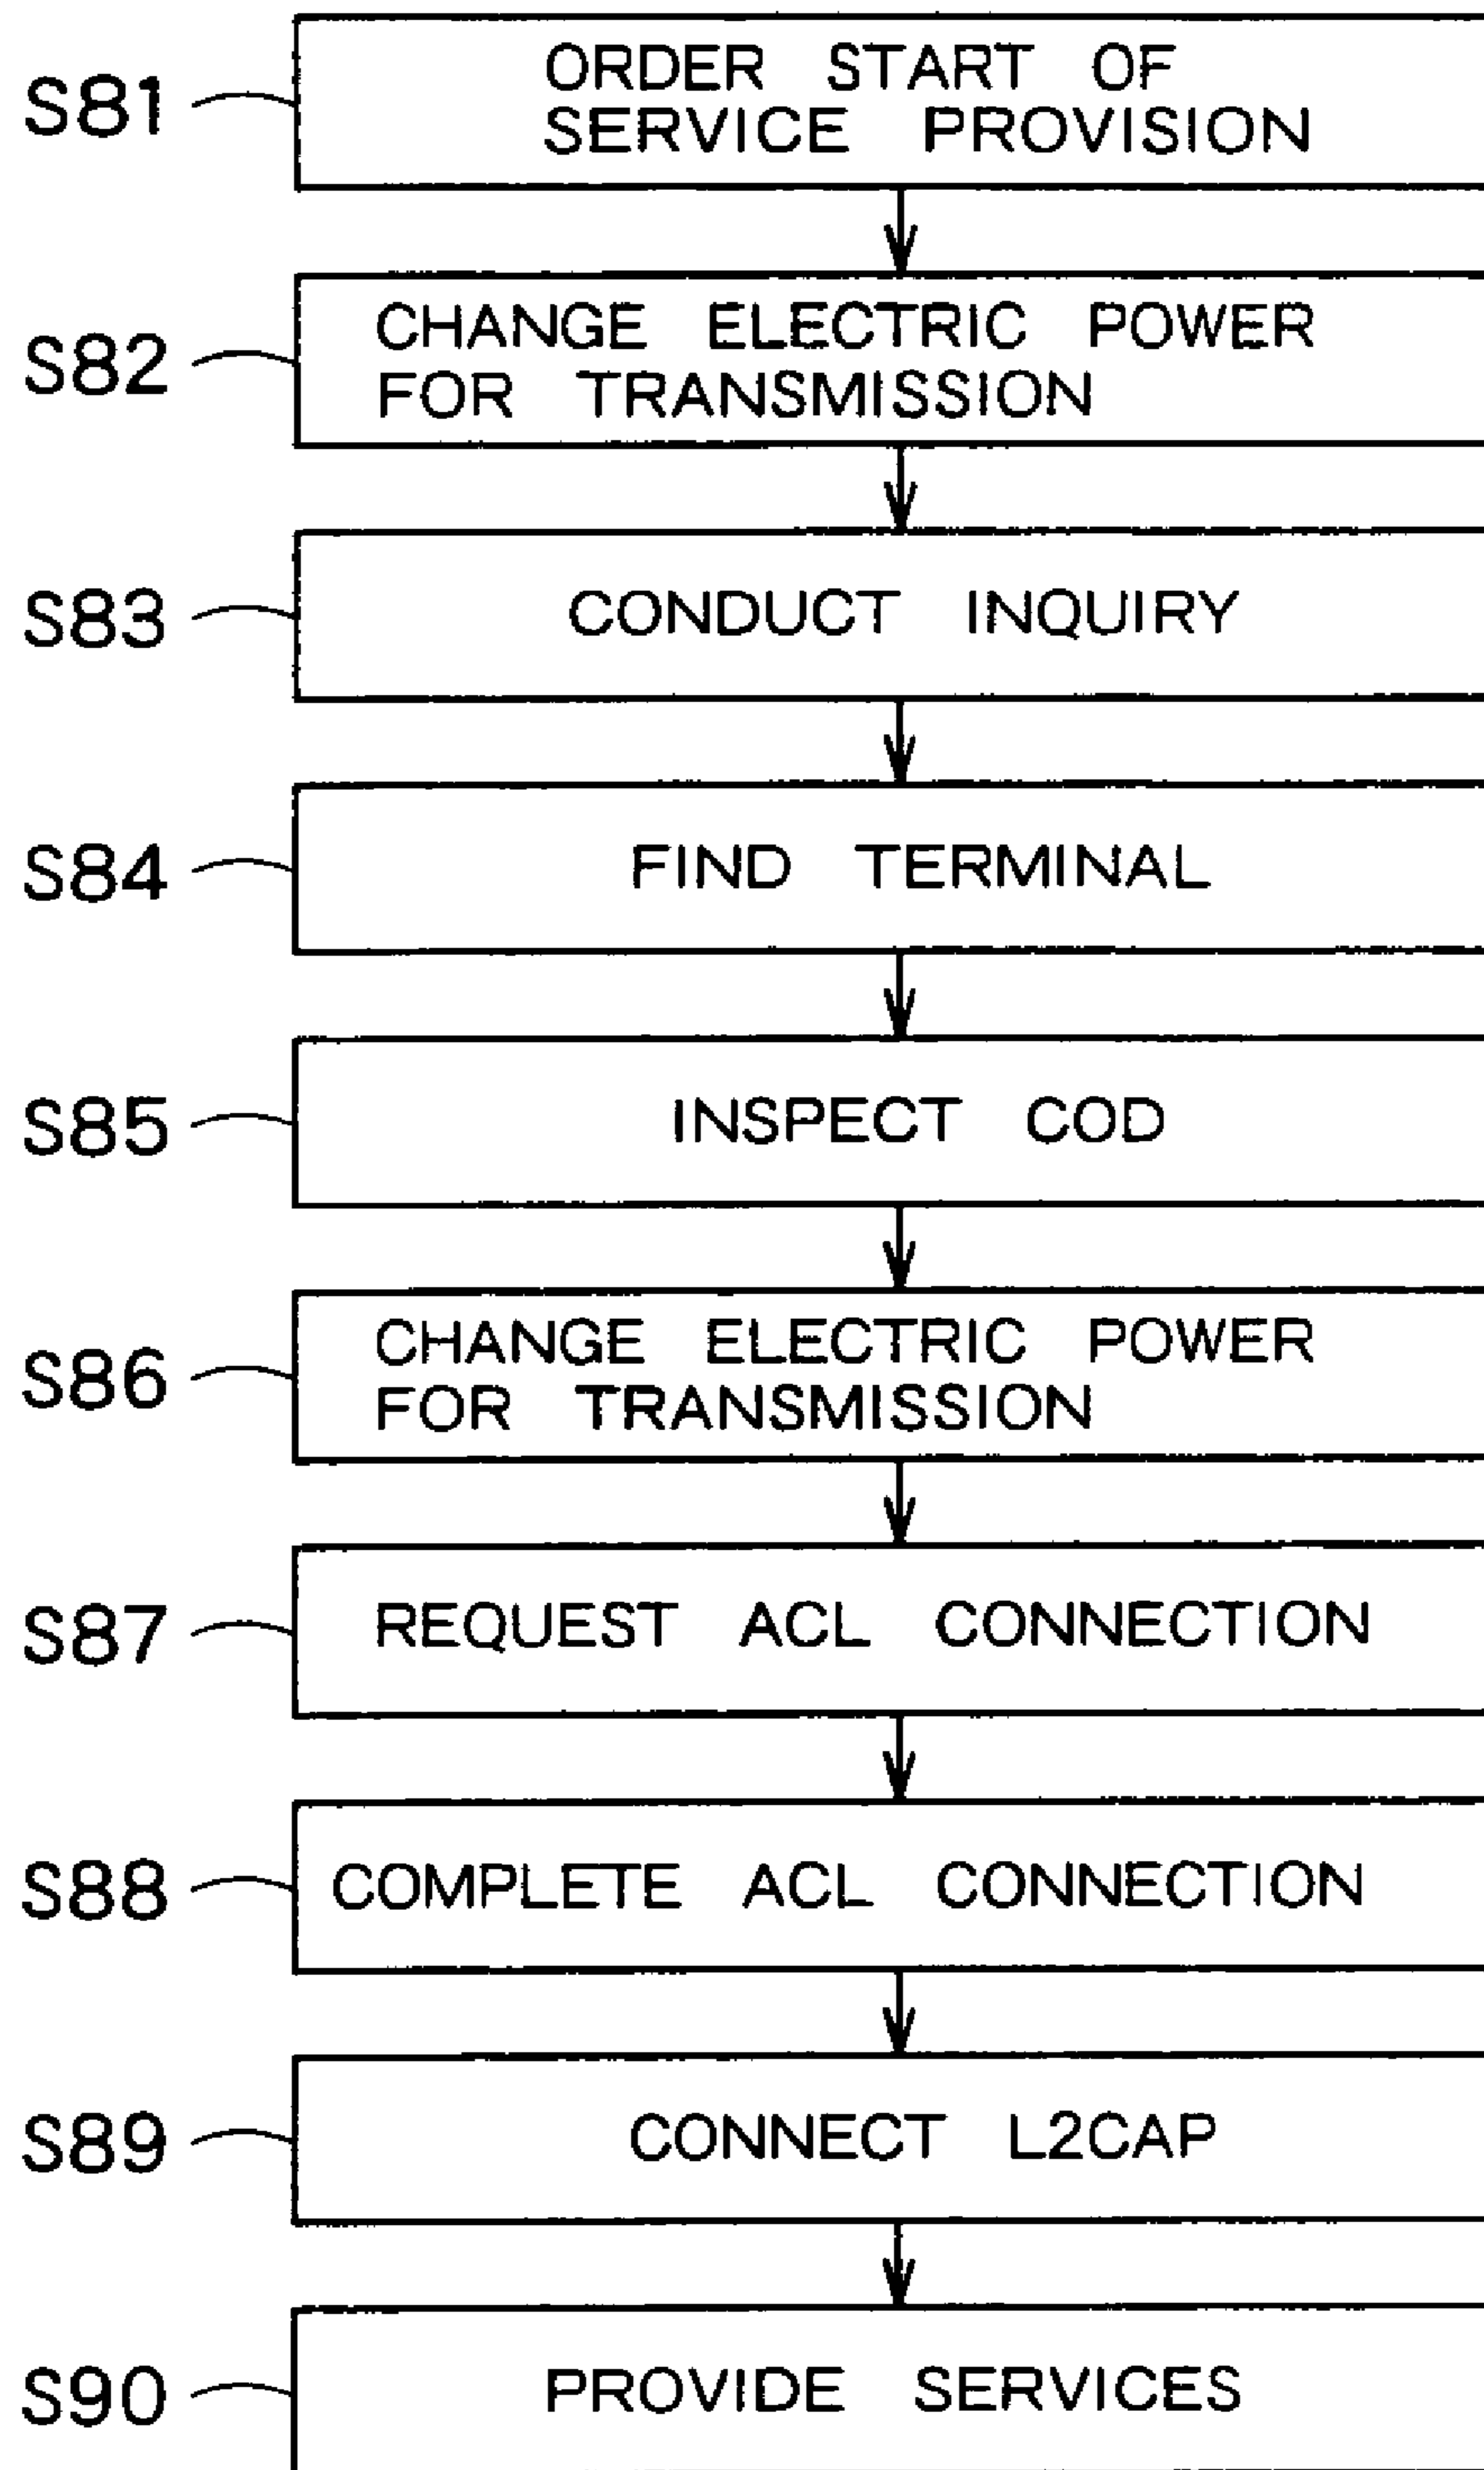 S81
ORDER START OF
SERVICE PROVISION
S82
CHANGE ELECTRIC POWER
FOR TRANSMISSION
S83
CONDUCT INQUIRY
S84
FIND TERMINAL
S85
INSPECT COD
S86
CHANGE ELECTRIC POWER
FOR TRANSMISSION
S87
REQUEST ACL CONNECTION
S88
COMPLETE ACL CONNECTION
S89
CONNECT L2CAP
S90
PROVIDE SERVICES